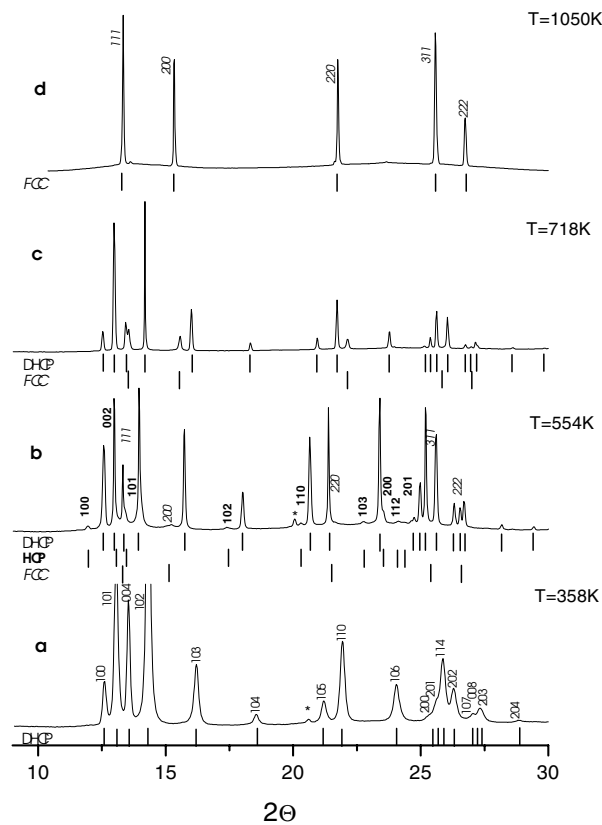 T=1050K
111
200
220
311
222
d
FCC
T=718K
c
DHCP
FCC
T=554K
b
100
002
111
101
200
102
*
110
220
103
200
112
201
311
222
DHCP
HCP
FCC
T=358K
a
100
101
004
102
103
104
*
105
110
106
200
201
114
202
107
008
203
204
DHCP
10
15
20
25
30
2Θ